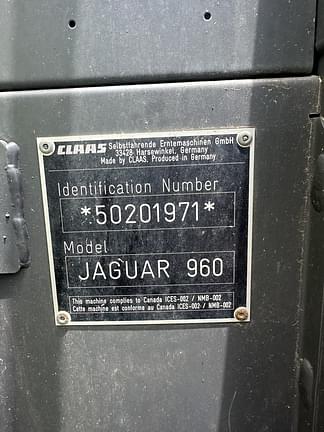 CLAAS Selbstfahrende Erntemaschinen GmbH
33428 Harsewinkel, Germany
Made by CLAAS, Produced in Germany
Identification Number
*50201971*
Model
JAGUAR 960
This machine complies to Canada ICES-002 / NMB-002
Cette machine est conforme au Canada ICES-002 / NMB-002